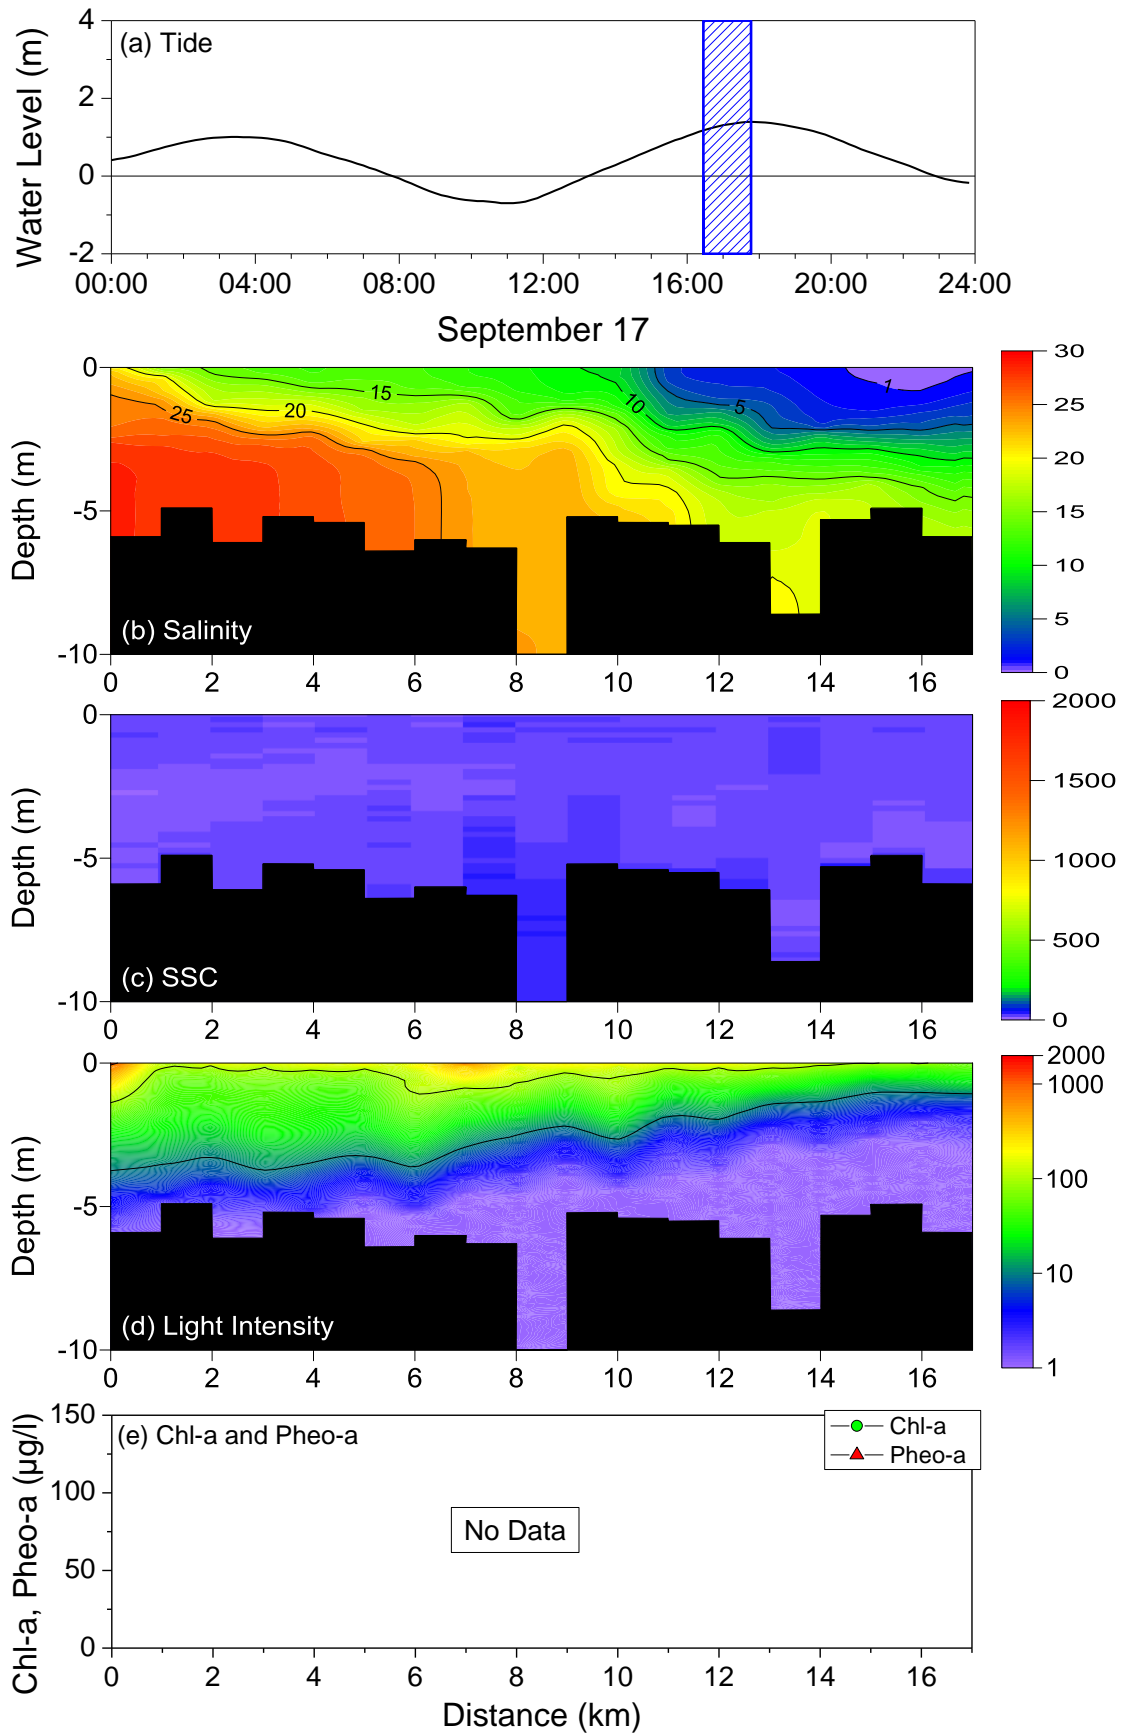 4
(a) Tide
2
0
-2
Water Level (m)
00:00 04:00 08:00 12:00 16:00 20:00 24:00
September 17
0
-5
-10
Depth (m)
25 20 15 10 5 1
(b) Salinity
0 2 4 6 8 10 12 14 16
30
25
20
15
10
5
0
0
-5
-10
Depth (m)
(c) SSC
0 2 4 6 8 10 12 14 16
2000
1500
1000
500
0
0
-5
-10
Depth (m)
(d) Light Intensity
0 2 4 6 8 10 12 14 16
2000
1000
100
10
1
150
100
50
0
Chl-a, Pheo-a (µg/l)
(e) Chl-a and Pheo-a
Chl-a
Pheo-a
No Data
0 2 4 6 8 10 12 14 16
Distance (km)